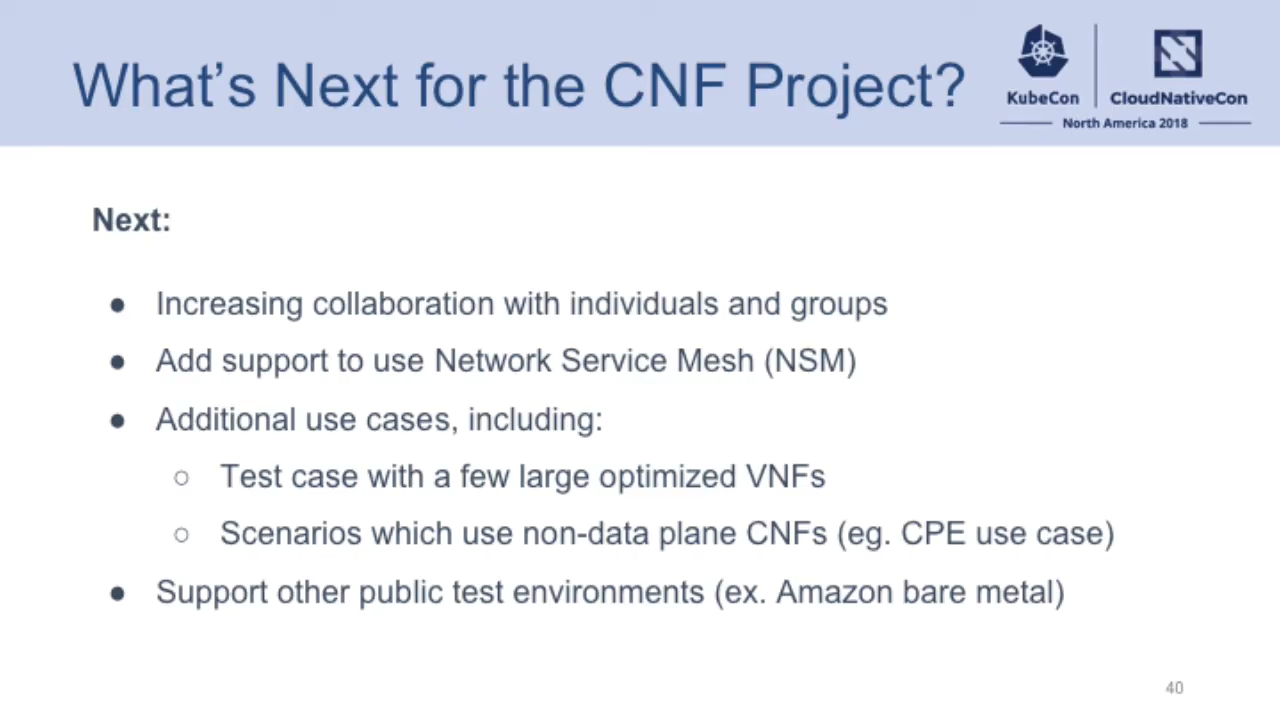 What's Next for the CNF Project?
KubeCon
CloudNativeCon
North America 2018
Next:
● Increasing collaboration with individuals and groups
● Add support to use Network Service Mesh (NSM)
● Additional use cases, including:
○ Test case with a few large optimized VNFs
○ Scenarios which use non-data plane CNFs (eg. CPE use case)
● Support other public test environments (ex. Amazon bare metal)
40